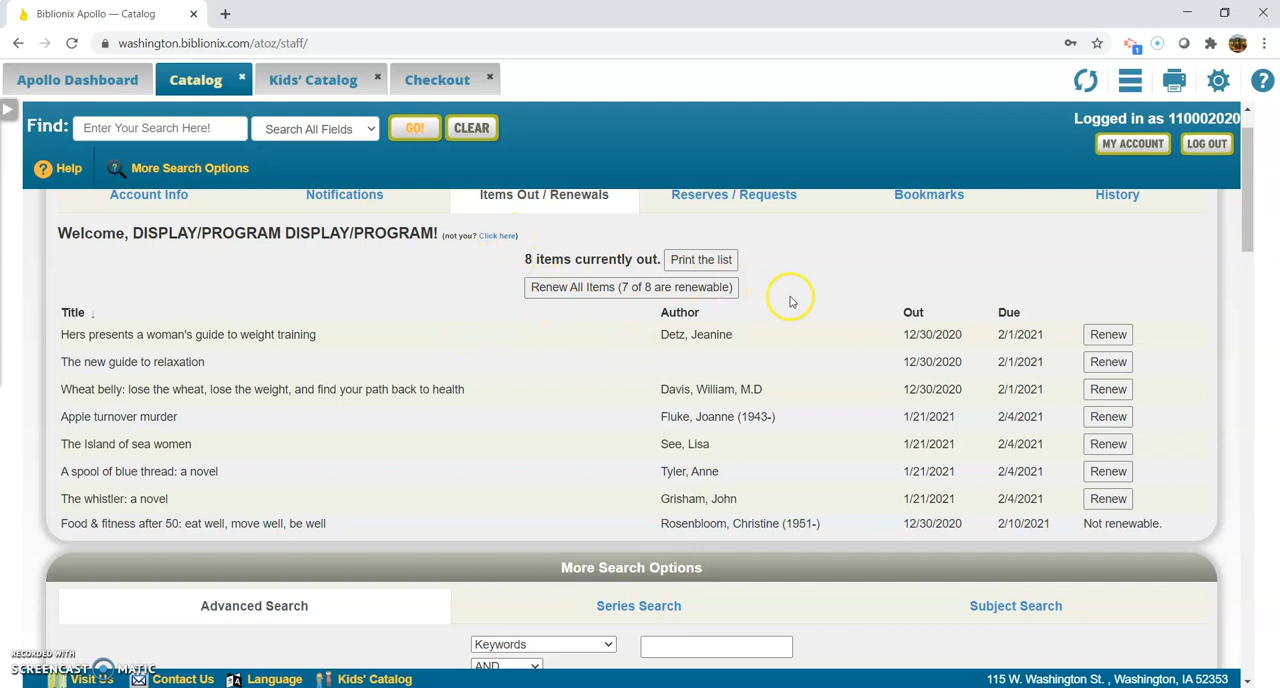 Biblionix Apollo — Catalog
washington.biblionix.com/atoz/staff/
1
Apollo Dashboard Catalog Kids' Catalog Checkout
Find: Enter Your Search Here! Search All Fields GO! CLEAR
Logged in as 110002020
MY ACCOUNT LOG OUT
Help More Search Options
Account Info Notifications Items Out / Renewals Reserves / Requests Bookmarks History
Welcome, DISPLAY/PROGRAM DISPLAY/PROGRAM! (not you? Click here)
8 items currently out. Print the list
Renew All Items (7 of 8 are renewable)
Title ↓ Author Out Due
Hers presents a woman's guide to weight training Detz, Jeanine 12/30/2020 2/1/2021 Renew
The new guide to relaxation 12/30/2020 2/1/2021 Renew
Wheat belly: lose the wheat, lose the weight, and find your path back to health Davis, William, M.D 12/30/2020 2/1/2021 Renew
Apple turnover murder Fluke, Joanne (1943-) 1/21/2021 2/4/2021 Renew
The Island of sea women See, Lisa 1/21/2021 2/4/2021 Renew
A spool of blue thread: a novel Tyler, Anne 1/21/2021 2/4/2021 Renew
The whistler: a novel Grisham, John 1/21/2021 2/4/2021 Renew
Food & fitness after 50: eat well, move well, be well Rosenbloom, Christine (1951-) 12/30/2020 2/10/2021 Not renewable.
More Search Options
Advanced Search Series Search Subject Search
Keywords
AND
RECORDED WITH
SCREENCAST MATIC
Visit Us Contact Us Language Kids' Catalog 115 W. Washington St. , Washington, IA 52353